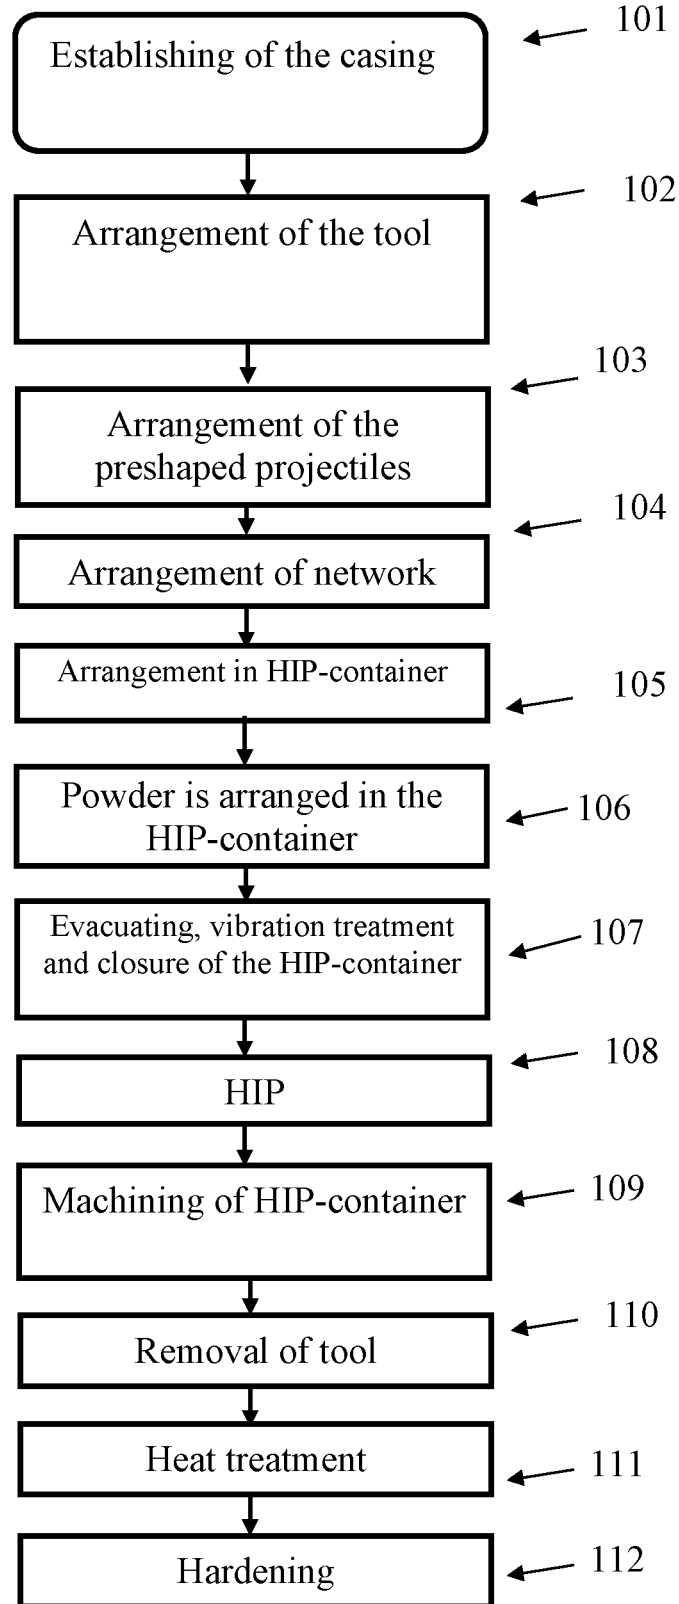 101
Establishing of the casing
102
Arrangement of the tool
103
Arrangement of the
preshaped projectiles
104
Arrangement of network
Arrangement in HIP-container
105
Powder is arranged in the
HIP-container
106
Evacuating, vibration treatment
and closure of the HIP-container
107
108
HIP
109
Machining of HIP-container
110
Removal of tool
Heat treatment
111
112
Hardening